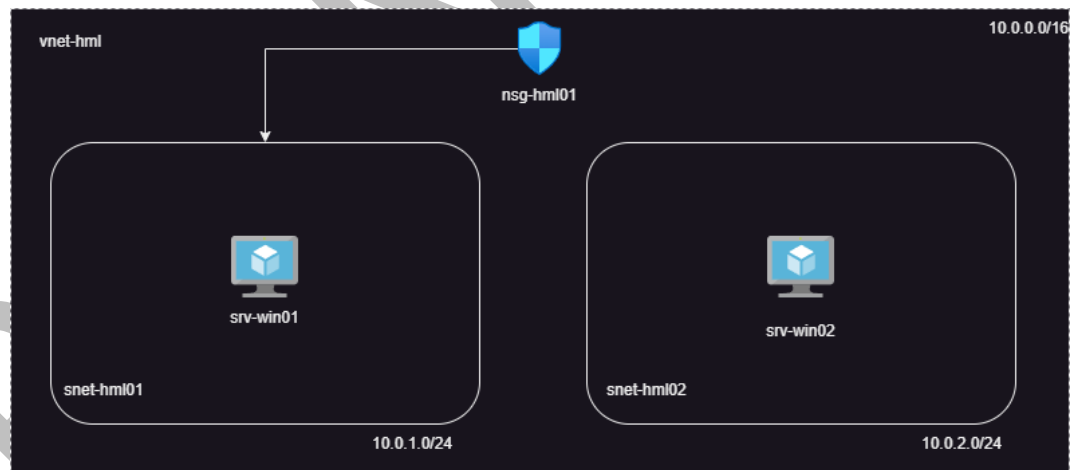 vnet-hml
10.0.0.0/16
nsg-hml01
srv-win01
srv-win02
snet-hml01
snet-hml02
10.0.1.0/24
10.0.2.0/24